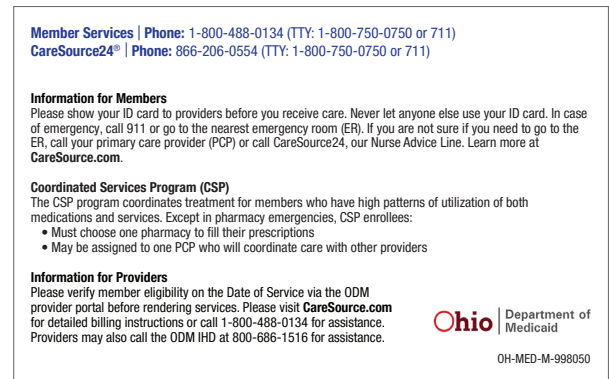 Member Services | Phone: 1-800-488-0134 (TTY: 1-800-750-0750 or 711)
CareSource24® | Phone: 866-206-0554 (TTY: 1-800-750-0750 or 711)
Information for Members
Please show your ID card to providers before you receive care. Never let anyone else use your ID card. In case
of emergency, call 911 or go to the nearest emergency room (ER). If you are not sure if you need to go to the
ER, call your primary care provider (PCP) or call CareSource24, our Nurse Advice Line. Learn more at
CareSource.com.
Coordinated Services Program (CSP)
The CSP program coordinates treatment for members who have high patterns of utilization of both
medications and services. Except in pharmacy emergencies, CSP enrollees:
• Must choose one pharmacy to fill their prescriptions
• May be assigned to one PCP who will coordinate care with other providers
Information for Providers
Please verify member eligibility on the Date of Service via the ODM
provider portal before rendering services. Please visit CareSource.com
for detailed billing instructions or call 1-800-488-0134 for assistance.
Providers may also call the ODM IHD at 800-686-1516 for assistance.
Ohio | Department of
Medicaid
OH-MED-M-998050